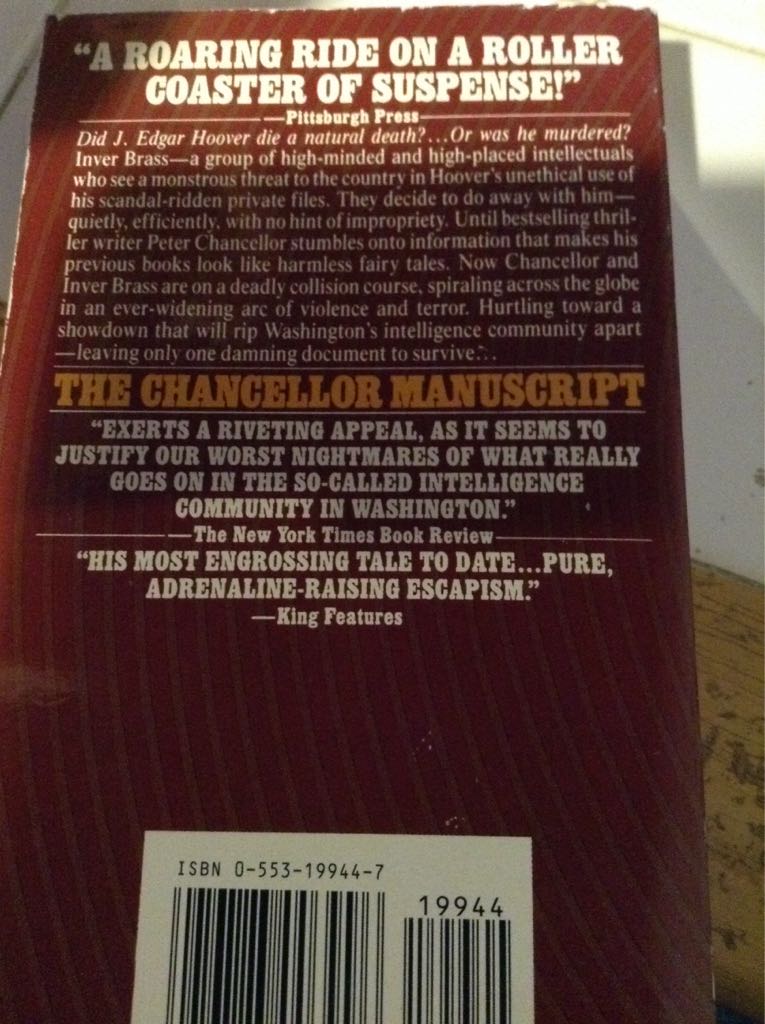 "A ROARING RIDE ON A ROLLER
COASTER OF SUSPENSE!"
—Pittsburgh Press
Did J. Edgar Hoover die a natural death?...Or was he murdered?
Inver Brass—a group of high-minded and high-placed intellectuals
who see a monstrous threat to the country in Hoover's unethical use of
his scandal-ridden private files. They decide to do away with him—
quietly, efficiently, with no hint of impropriety. Until bestselling thril-
ler writer Peter Chancellor stumbles onto information that makes his
previous books look like harmless fairy tales. Now Chancellor and
Inver Brass are on a deadly collision course, spiraling across the globe
in an ever-widening arc of violence and terror. Hurtling toward a
showdown that will rip Washington's intelligence community apart
—leaving only one damning document to survive...
THE CHANCELLOR MANUSCRIPT
"EXERTS A RIVETING APPEAL, AS IT SEEMS TO
JUSTIFY OUR WORST NIGHTMARES OF WHAT REALLY
GOES ON IN THE SO-CALLED INTELLIGENCE
COMMUNITY IN WASHINGTON."
—The New York Times Book Review
"HIS MOST ENGROSSING TALE TO DATE...PURE,
ADRENALINE-RAISING ESCAPISM."
—King Features
ISBN 0-553-19944-7
19944